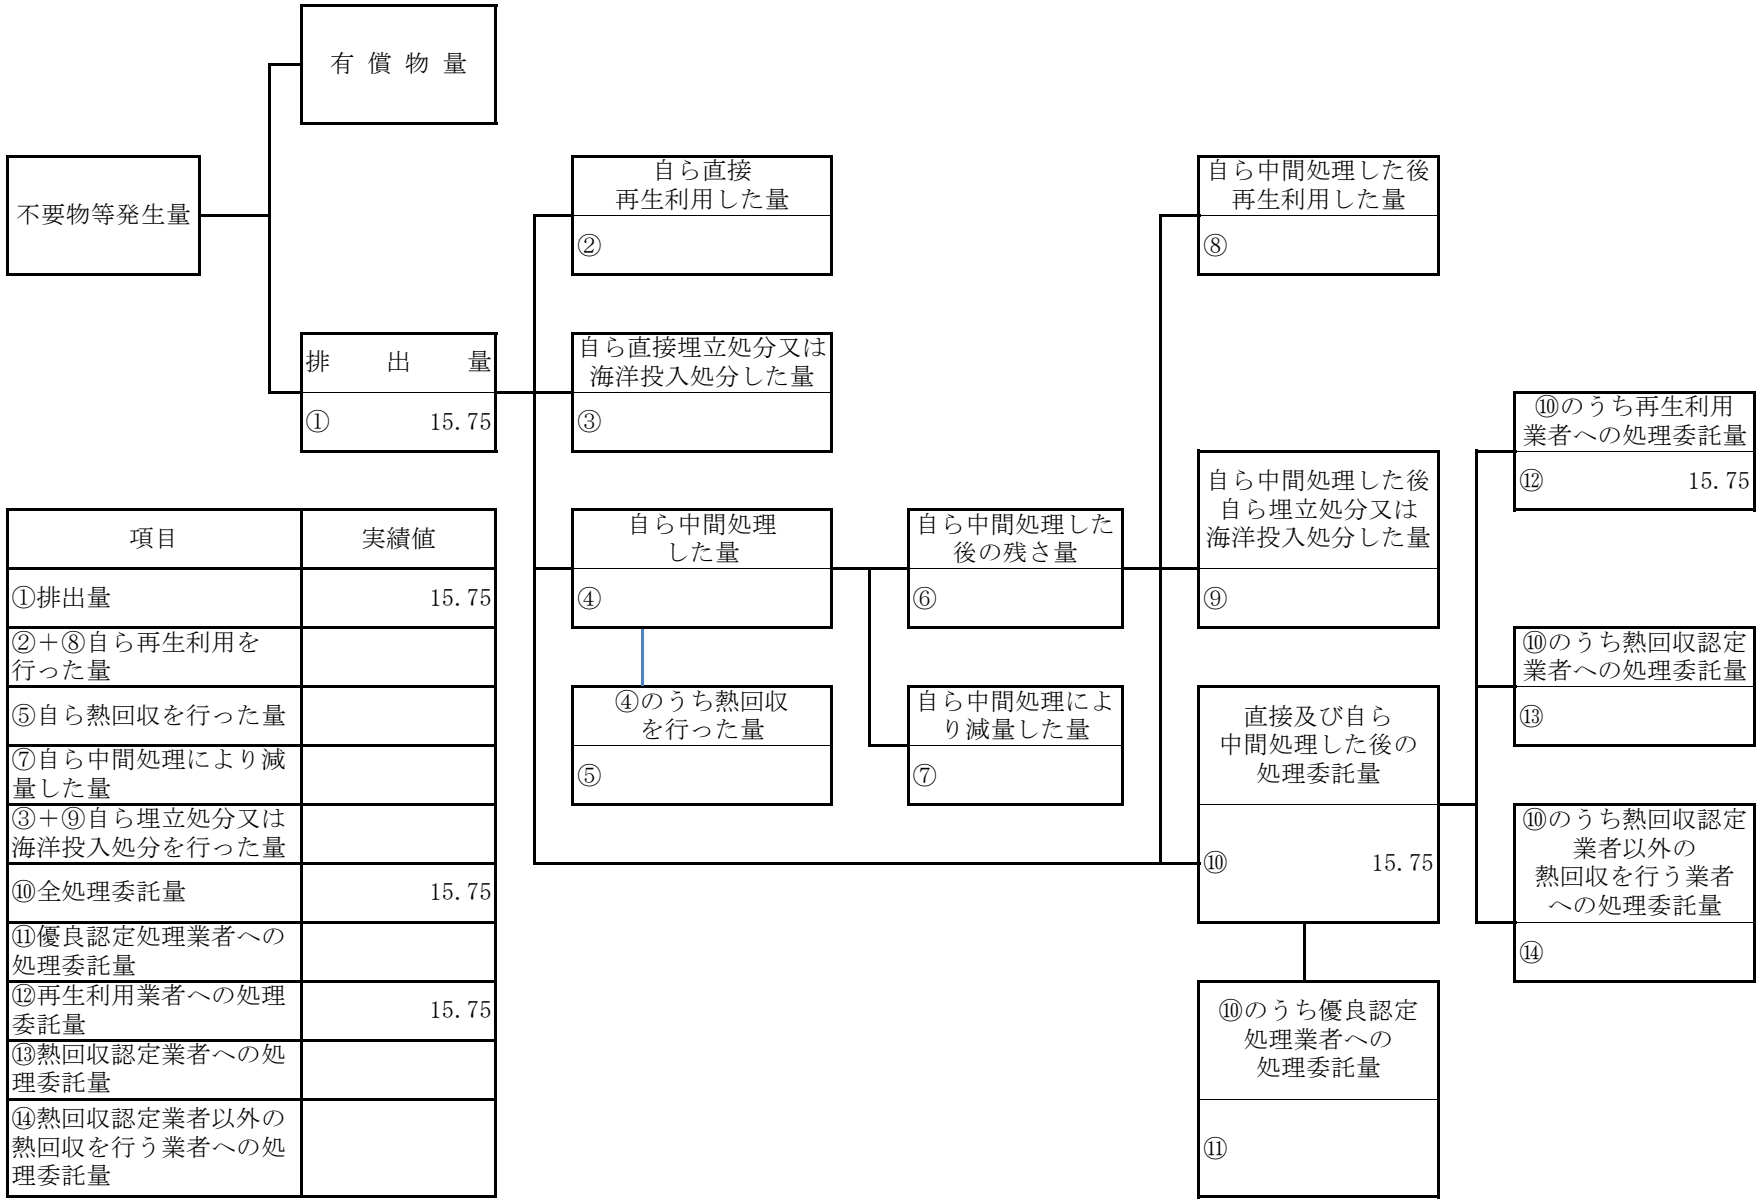 有償物量
不要物等発生量
排出量
① 15.75
自ら直接
再生利用した量
②
自ら直接埋立処分又は
海洋投入処分した量
③
自ら中間処理
した量
④
④のうち熱回収
を行った量
⑤
自ら中間処理した
後の残さ量
⑥
自ら中間処理によ
り減量した量
⑦
自ら中間処理した後
再生利用した量
⑧
自ら中間処理した後
自ら埋立処分又は
海洋投入処分した量
⑨
直接及び自ら
中間処理した後の
処理委託量
⑩ 15.75
⑩のうち優良認定
処理業者への
処理委託量
⑪
⑩のうち再生利用
業者への処理委託量
⑫ 15.75
⑩のうち熱回収認定
業者への処理委託量
⑬
⑩のうち熱回収認定
業者以外の
熱回収を行う業者
への処理委託量
⑭
項目 実績値
①排出量 15.75
②＋⑧自ら再生利用を
行った量
⑤自ら熱回収を行った量
⑦自ら中間処理により減
量した量
③＋⑨自ら埋立処分又は
海洋投入処分を行った量
⑩全処理委託量 15.75
⑪優良認定処理業者への
処理委託量
⑫再生利用業者への処理
委託量 15.75
⑬熱回収認定業者への処
理委託量
⑭熱回収認定業者以外の
熱回収を行う業者への処
理委託量